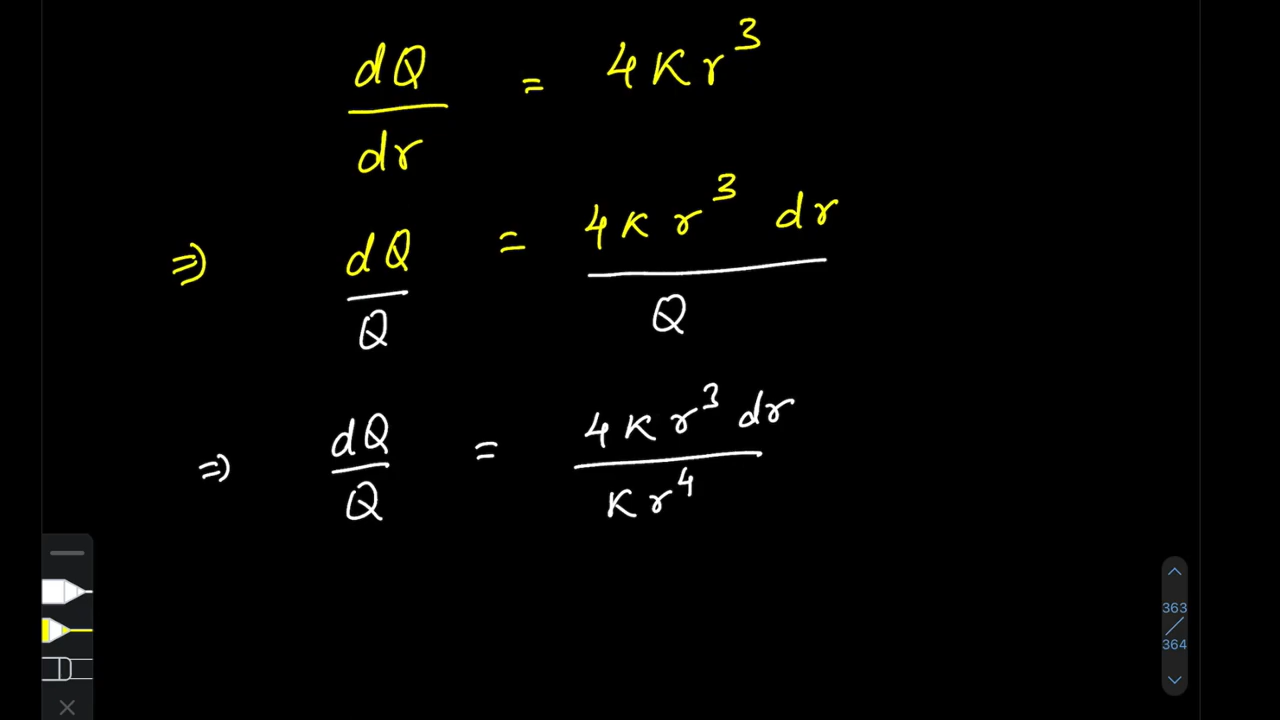 dQ/dr = 4Kr³
⇒ dQ/Q = 4Kr³ dr/Q
⇒ dQ/Q = 4Kr³ dr/Kr⁴
363
/
364